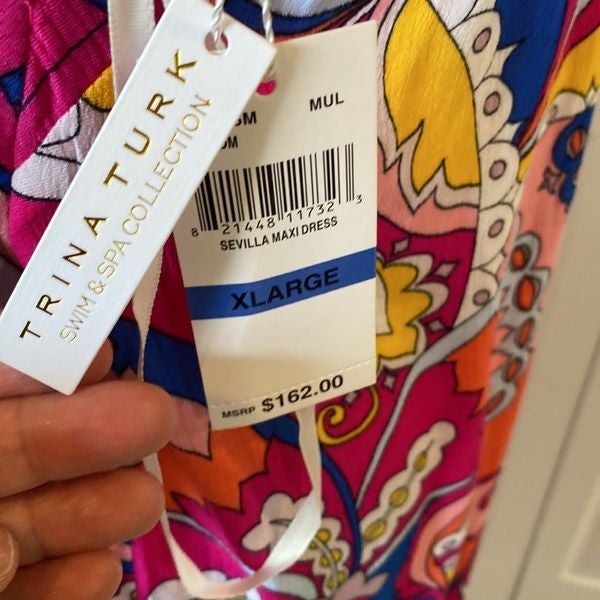 TRINA TURK
SWIM & SPA COLLECTION
MUL
8 21448 11732 3
SEVILLA MAXI DRESS
XLARGE
MSRP $162.00